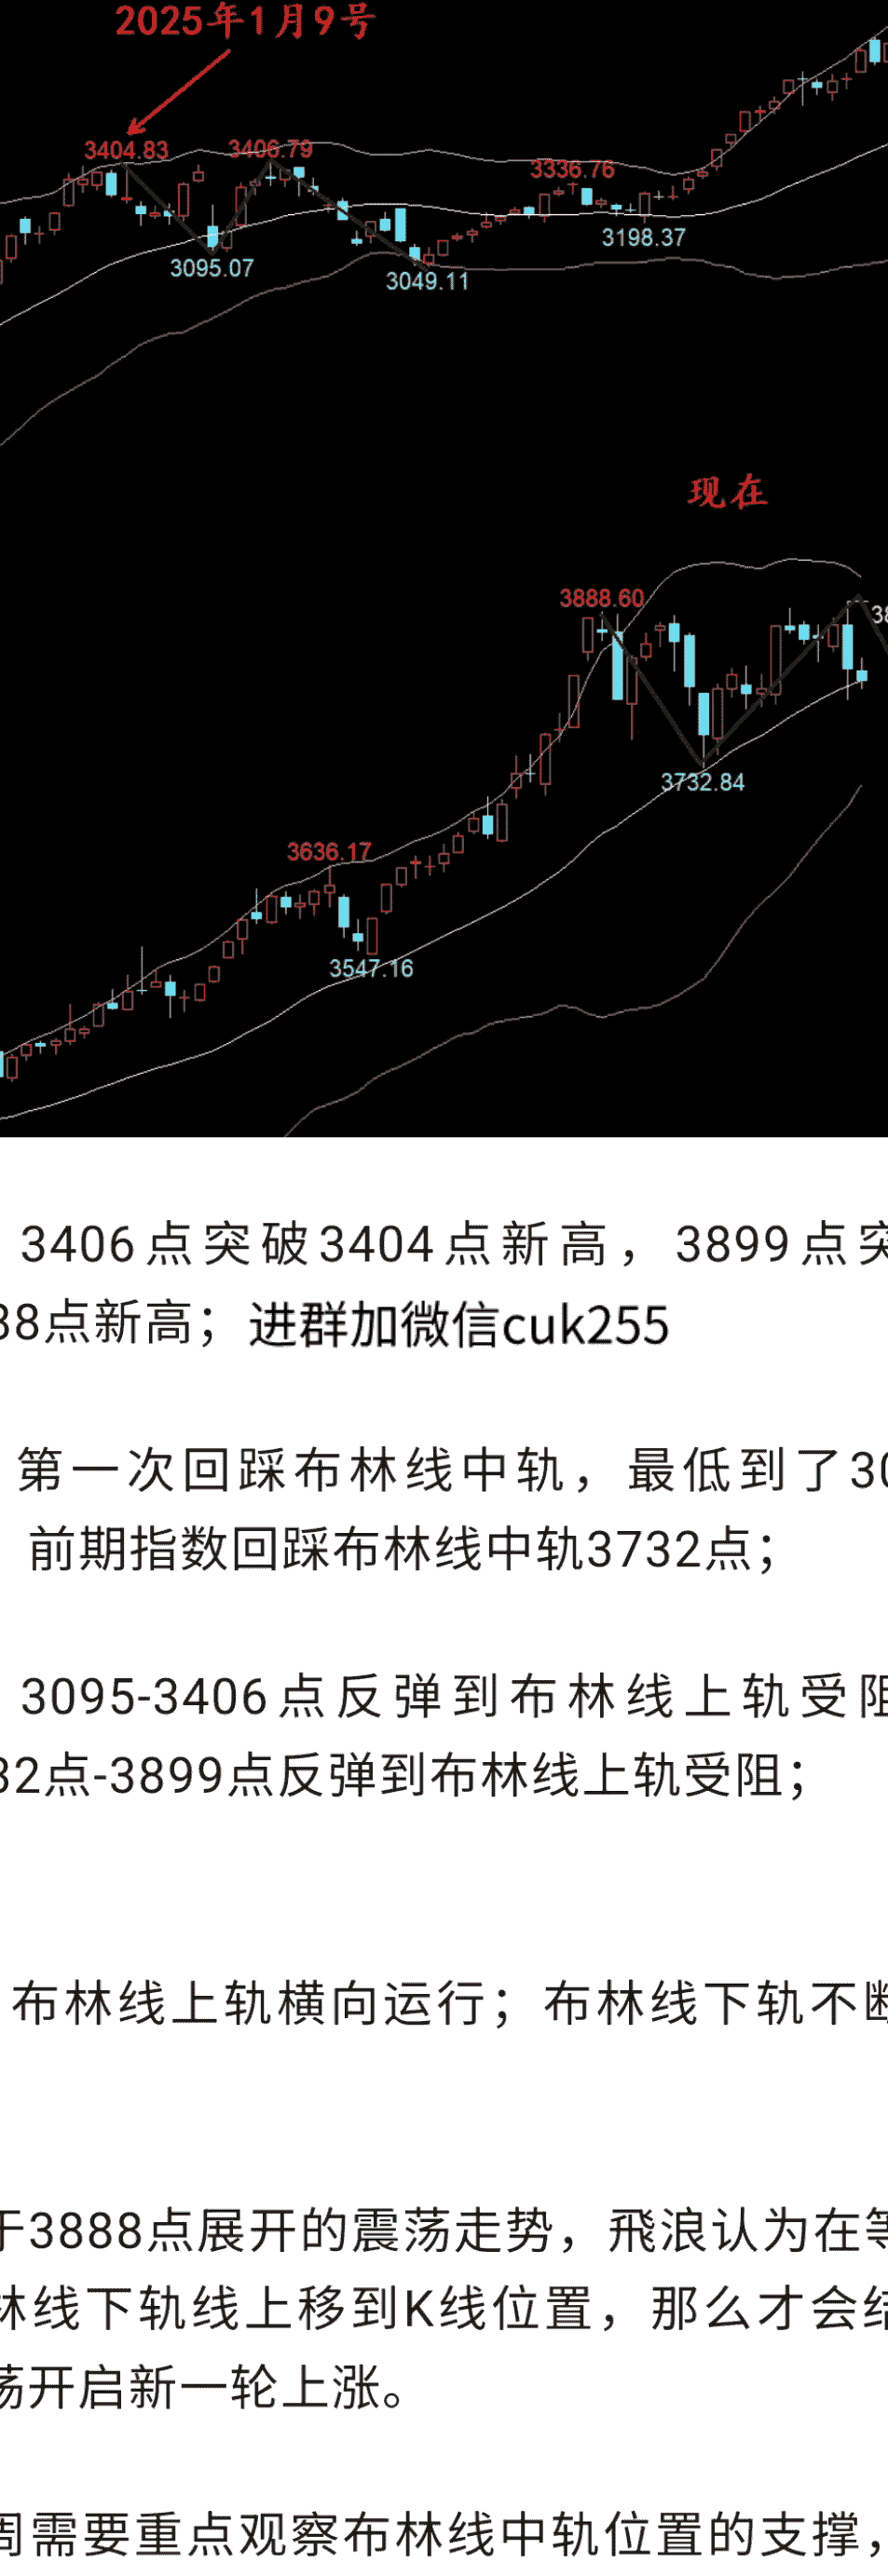 2025年1月9号
3404.83
3406.79
3336.76
3095.07
3049.11
3198.37
现在
3888.60
38
3732.84
3636.17
3547.16
3406点突破3404点新高，3899点突
88点新高；进群加微信cuk255
第一次回踩布林线中轨，最低到了30
前期指数回踩布林线中轨3732点；
3095-3406点反弹到布林线上轨受阻
32点-3899点反弹到布林线上轨受阻；
布林线上轨横向运行；布林线下轨不断
于3888点展开的震荡走势，飛浪认为在等
林线下轨线上移到K线位置，那么才会结
荡开启新一轮上涨。
周需要重点观察布林线中轨位置的支撑，